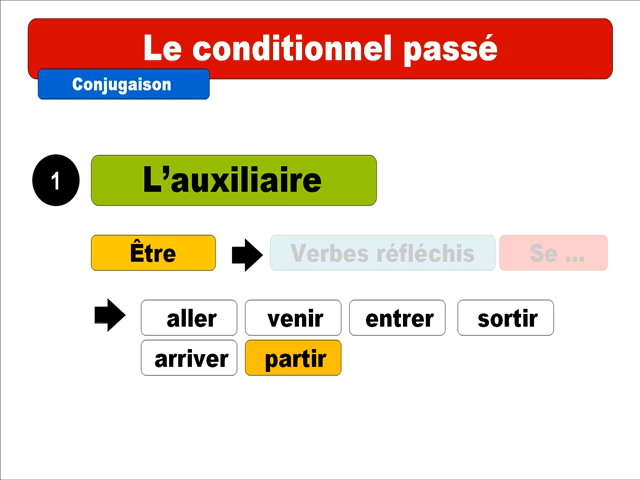 Le conditionnel passé
Conjugaison
1 L'auxiliaire
Être Verbes réfléchis Se ...
aller venir entrer sortir
arriver partir